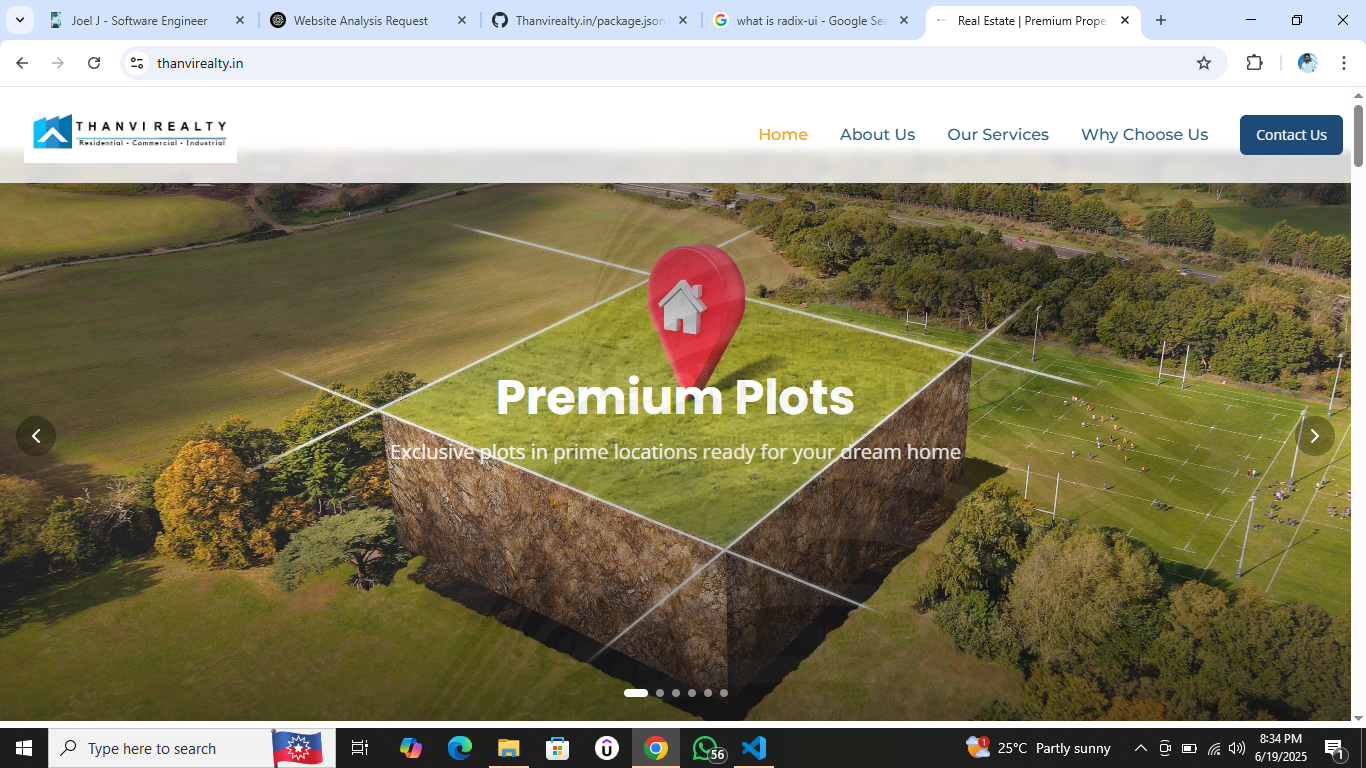 Joel J - Software Engineer
Website Analysis Request
Thanvirealty.in/package.json
what is radix-ui - Google Sea
Real Estate | Premium Prope
thanvirealty.in
THANVI REALTY
Residential • Commercial • Industrial
Home
About Us
Our Services
Why Choose Us
Contact Us
Premium Plots
Exclusive plots in prime locations ready for your dream home
Type here to search
56
1
25°C Partly sunny
8:34 PM
6/19/2025
1